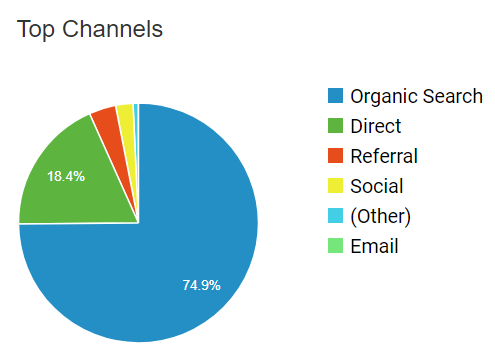 Top Channels
Organic Search
Direct
Referral
Social
(Other)
Email
18.4%
74.9%